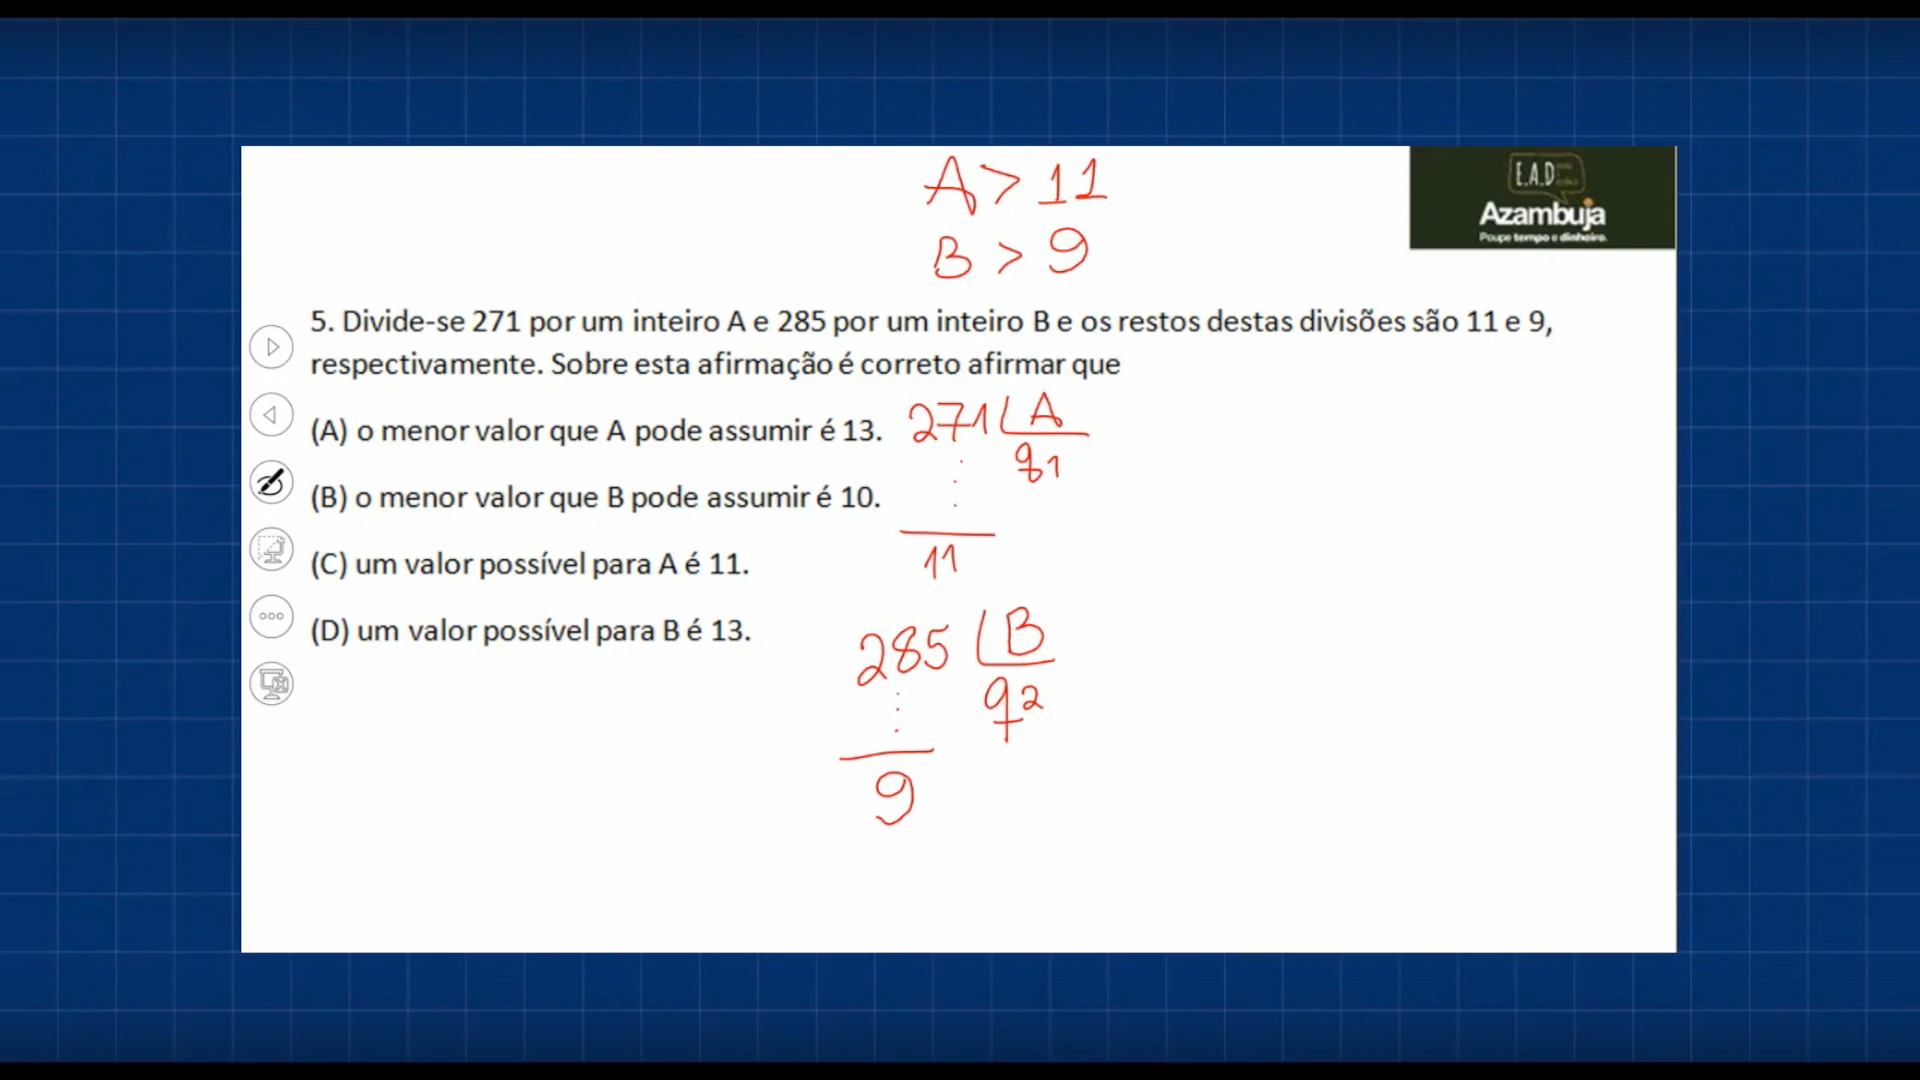 A > 11
B > 9
E.A.D
Azambuja
Poupe tempo e dinheiro.
5. Divide-se 271 por um inteiro A e 285 por um inteiro B e os restos destas divisões são 11 e 9,
respectivamente. Sobre esta afirmação é correto afirmar que
(A) o menor valor que A pode assumir é 13.
271 A
q1
(B) o menor valor que B pode assumir é 10.
11
(C) um valor possível para A é 11.
(D) um valor possível para B é 13.
285 B
q2
9